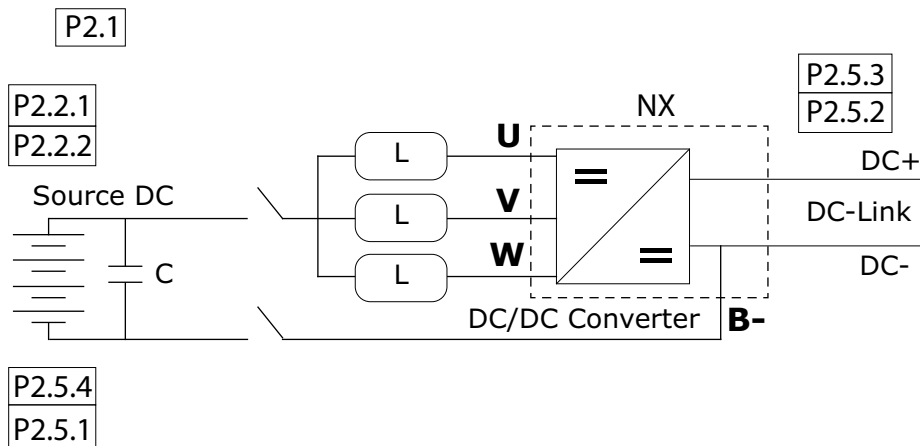 P2.1
P2.2.1
P2.2.2
P2.5.3
P2.5.2
NX
U
L
DC+
Source DC
V
L
DC-Link
W
L
C
DC-
DC/DC Converter
B-
P2.5.4
P2.5.1